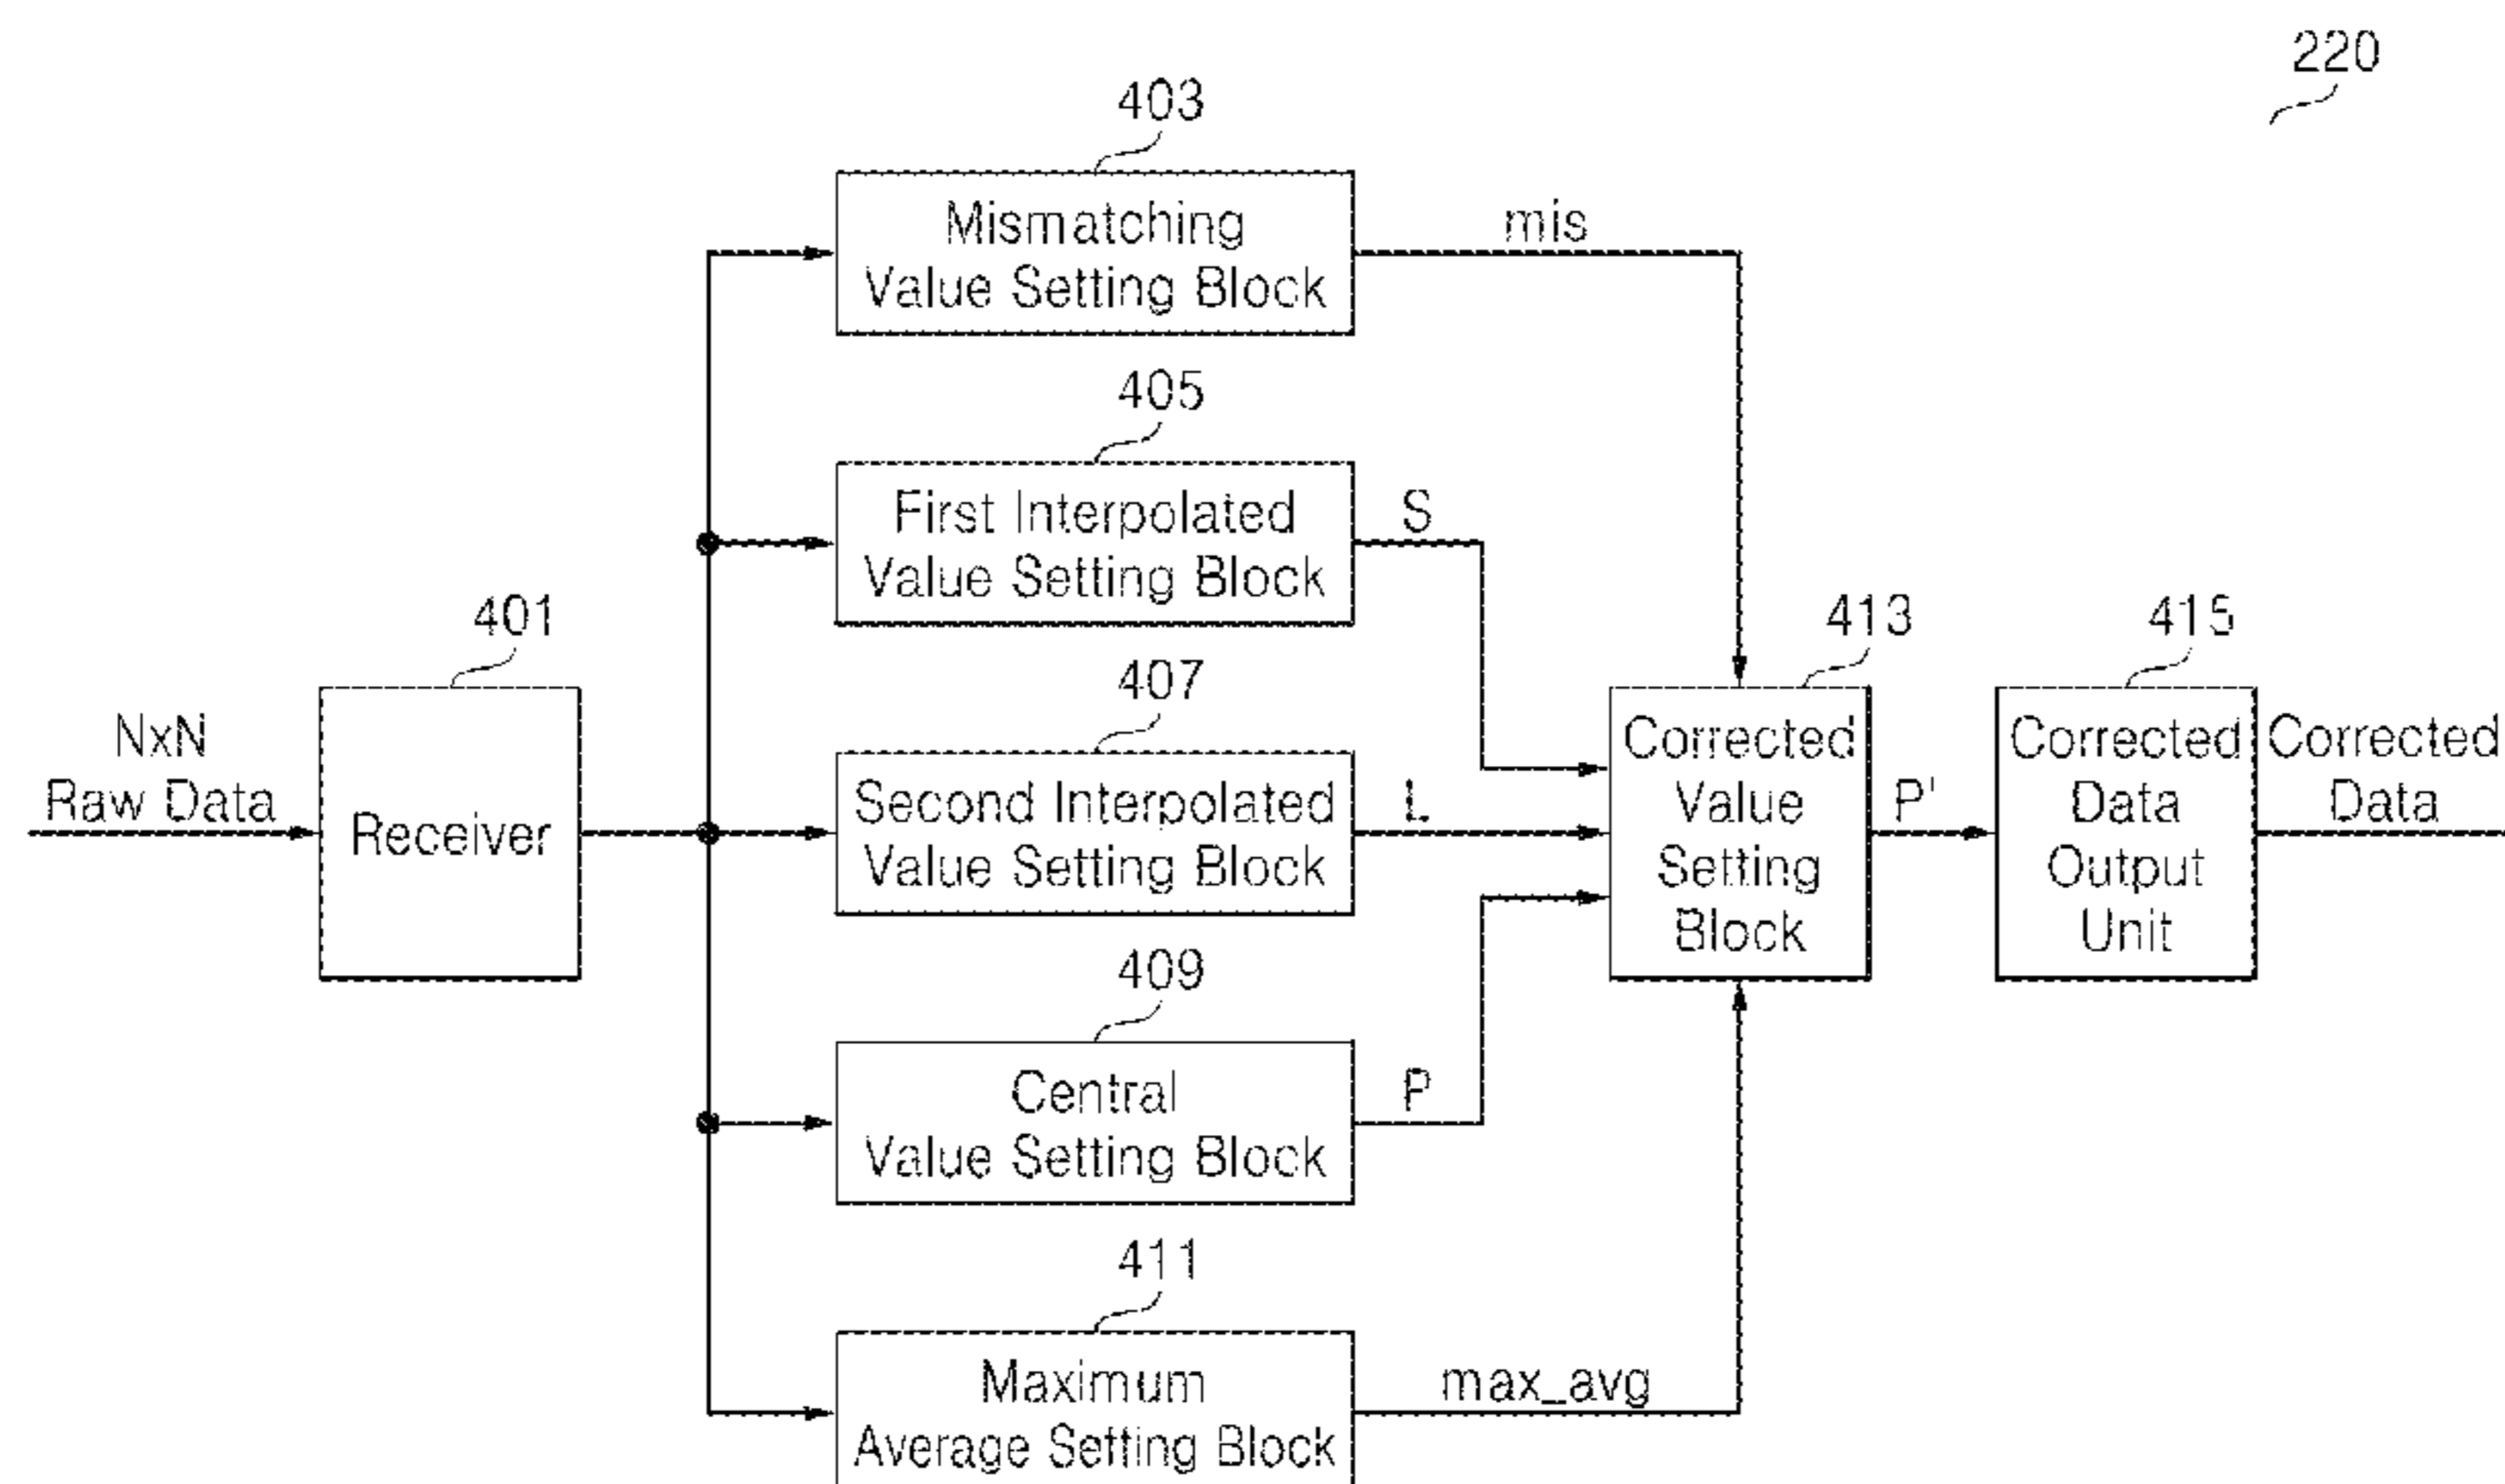 220
403
Mismatching
Value Setting Block
mis
405
First Interpolated
Value Setting Block
S
401
NxN
Raw Data
Receiver
407
Second Interpolated
Value Setting Block
L
413
Corrected
Value
Setting
Block
P'
415
Corrected
Data
Output
Unit
Corrected
Data
409
Central
Value Setting Block
P
411
Maximum
Average Setting Block
max_avg